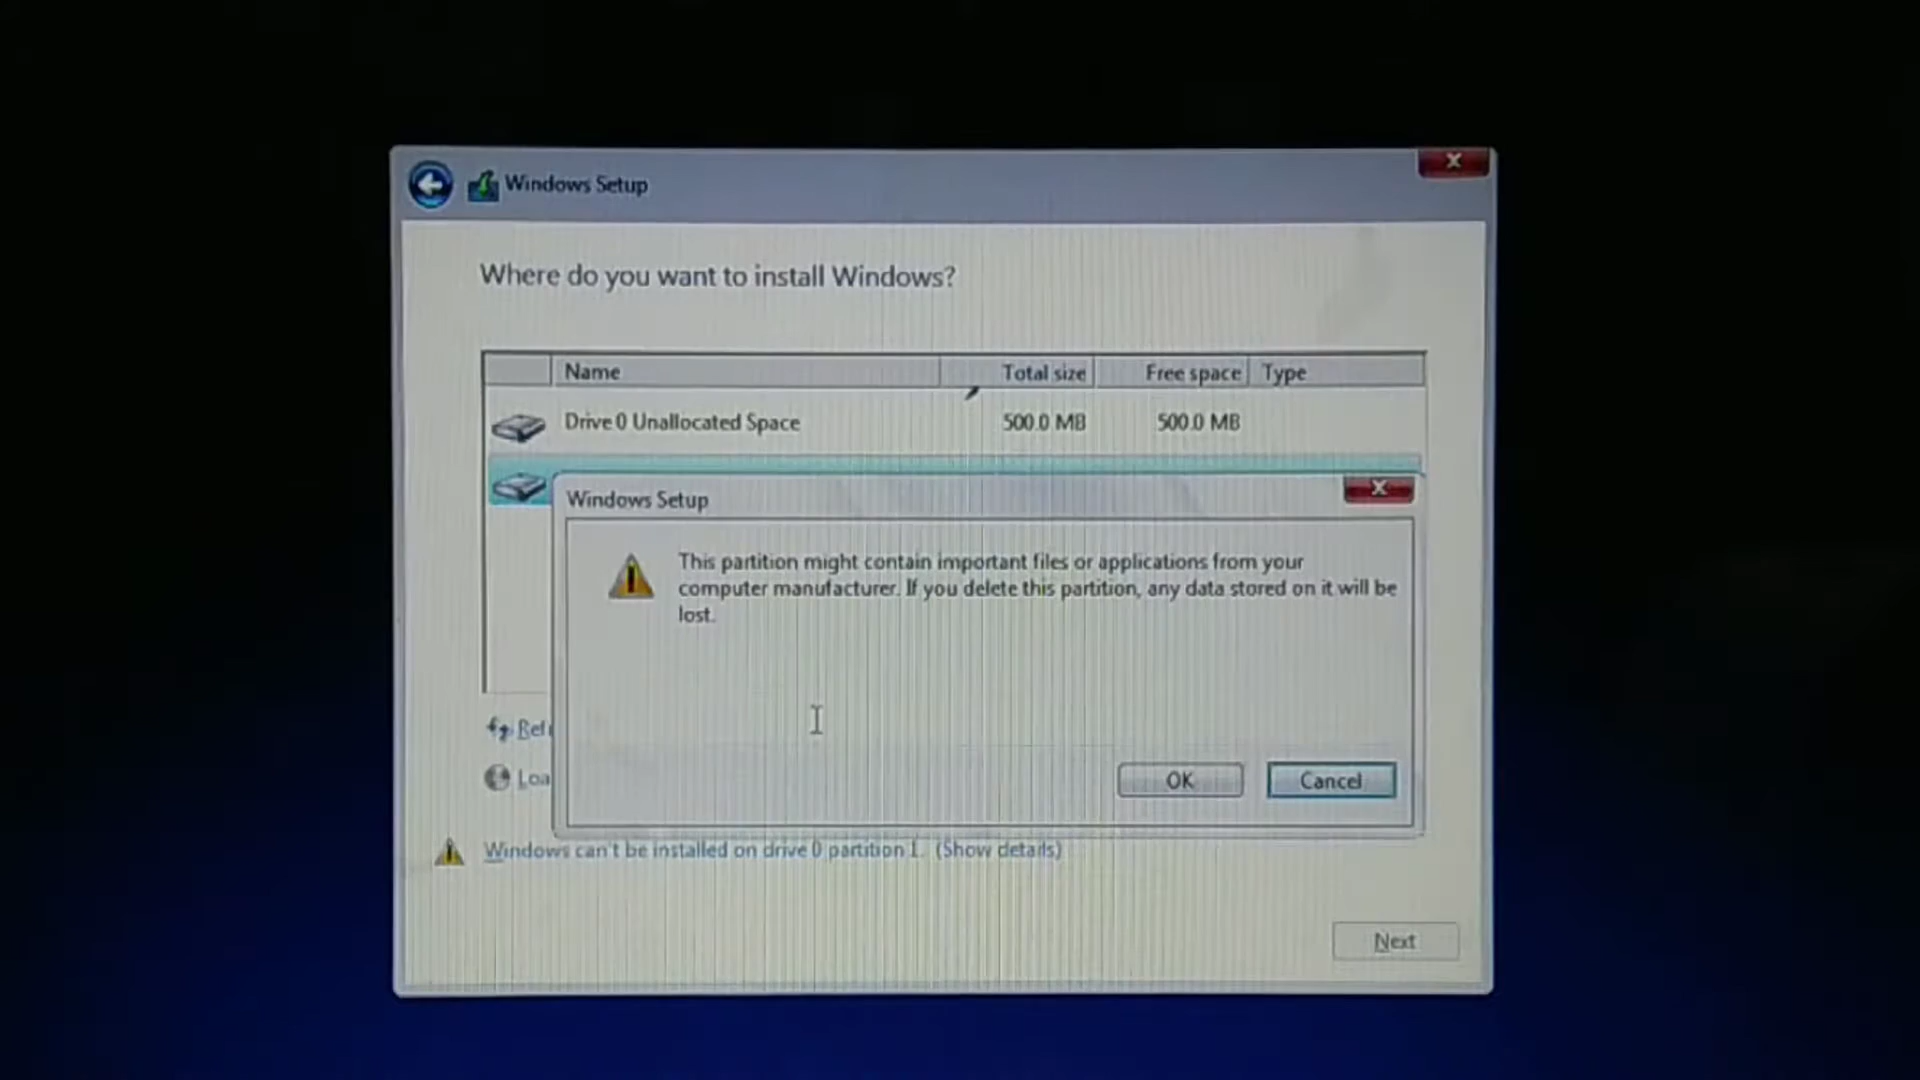 Windows Setup
Where do you want to install Windows?
Name Total size Free space Type
Drive 0 Unallocated Space 500.0 MB 500.0 MB
Windows Setup
This partition might contain important files or applications from your
computer manufacturer. If you delete this partition, any data stored on it will be
lost.
OK Cancel
Windows can't be installed on drive 0 partition 1. (Show details)
Next